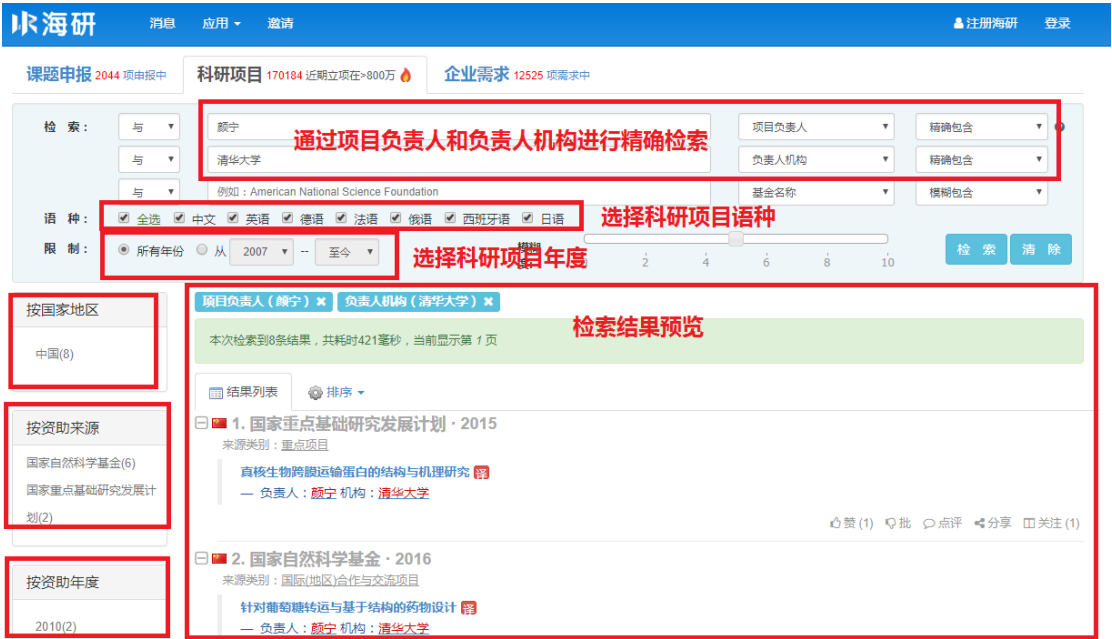 海研 消息 应用 邀请 注册海研 登录
课题申报 2044 项申报中 科研项目 170184 近期立项在>800万 企业需求 12525 项需求中
检 索： 与 颜宁 项目负责人 精确包含
通过项目负责人和负责人机构进行精确检索
与 清华大学 负责人机构 精确包含
与 例如：American National Science Foundation 基金名称 模糊包含
语 种： 全选 中文 英语 德语 法语 俄语 西班牙语 日语 选择科研项目语种
限 制： 所有年份 从 2007 -- 至今 选择科研项目年度 模糊度： 2 4 6 8 10 检 索 清 除
按国家地区
中国(8)
按资助来源
国家自然科学基金(6)
国家重点基础研究发展计
划(2)
按资助年度
2010(2)
项目负责人（颜宁） 负责人机构（清华大学）
检索结果预览
本次检索到8条结果，共耗时421毫秒，当前显示第 1 页
结果列表 排序
1. 国家重点基础研究发展计划 · 2015
来源类别：重点项目
真核生物跨膜运输蛋白的结构与机理研究 译
— 负责人：颜宁 机构：清华大学
赞(1) 批 点评 分享 关注(1)
2. 国家自然科学基金 · 2016
来源类别：国际(地区)合作与交流项目
针对葡萄糖转运与基于结构的药物设计 译
— 负责人：颜宁 机构：清华大学